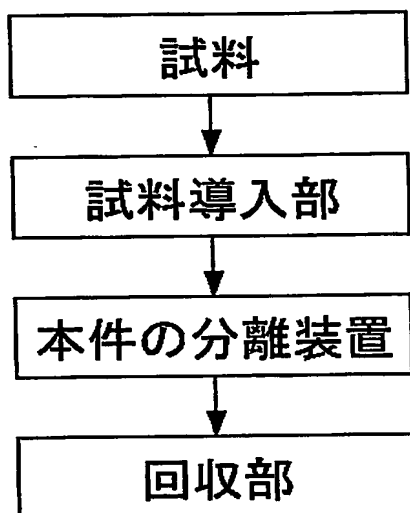 試料
試料導入部
本件の分離装置
回収部